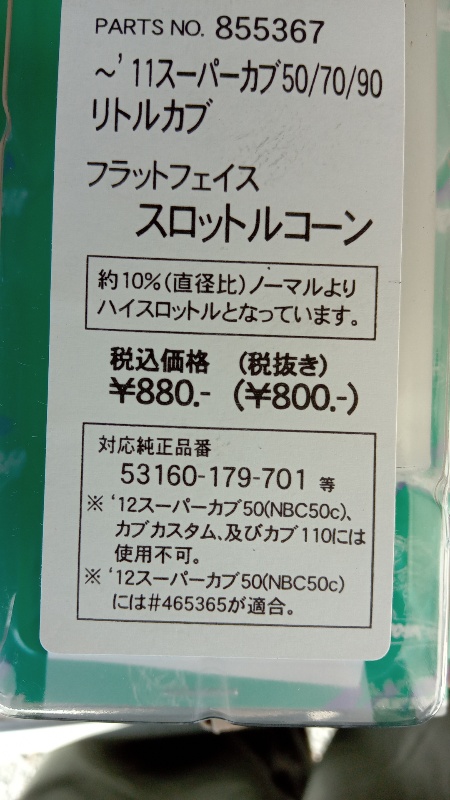 PARTS NO. 855367
～'11スーパーカブ50/70/90
リトルカブ
フラットフェイス
スロットルコーン
約10%(直径比)ノーマルより
ハイスロットルとなっています。
税込価格 (税抜き)
¥880.- (¥800.-)
対応純正品番
53160-179-701 等
※ '12スーパーカブ50(NBC50c)、
カブカスタム、及びカブ110には
使用不可。
※ '12スーパーカブ50(NBC50c)
には#465365が適合。